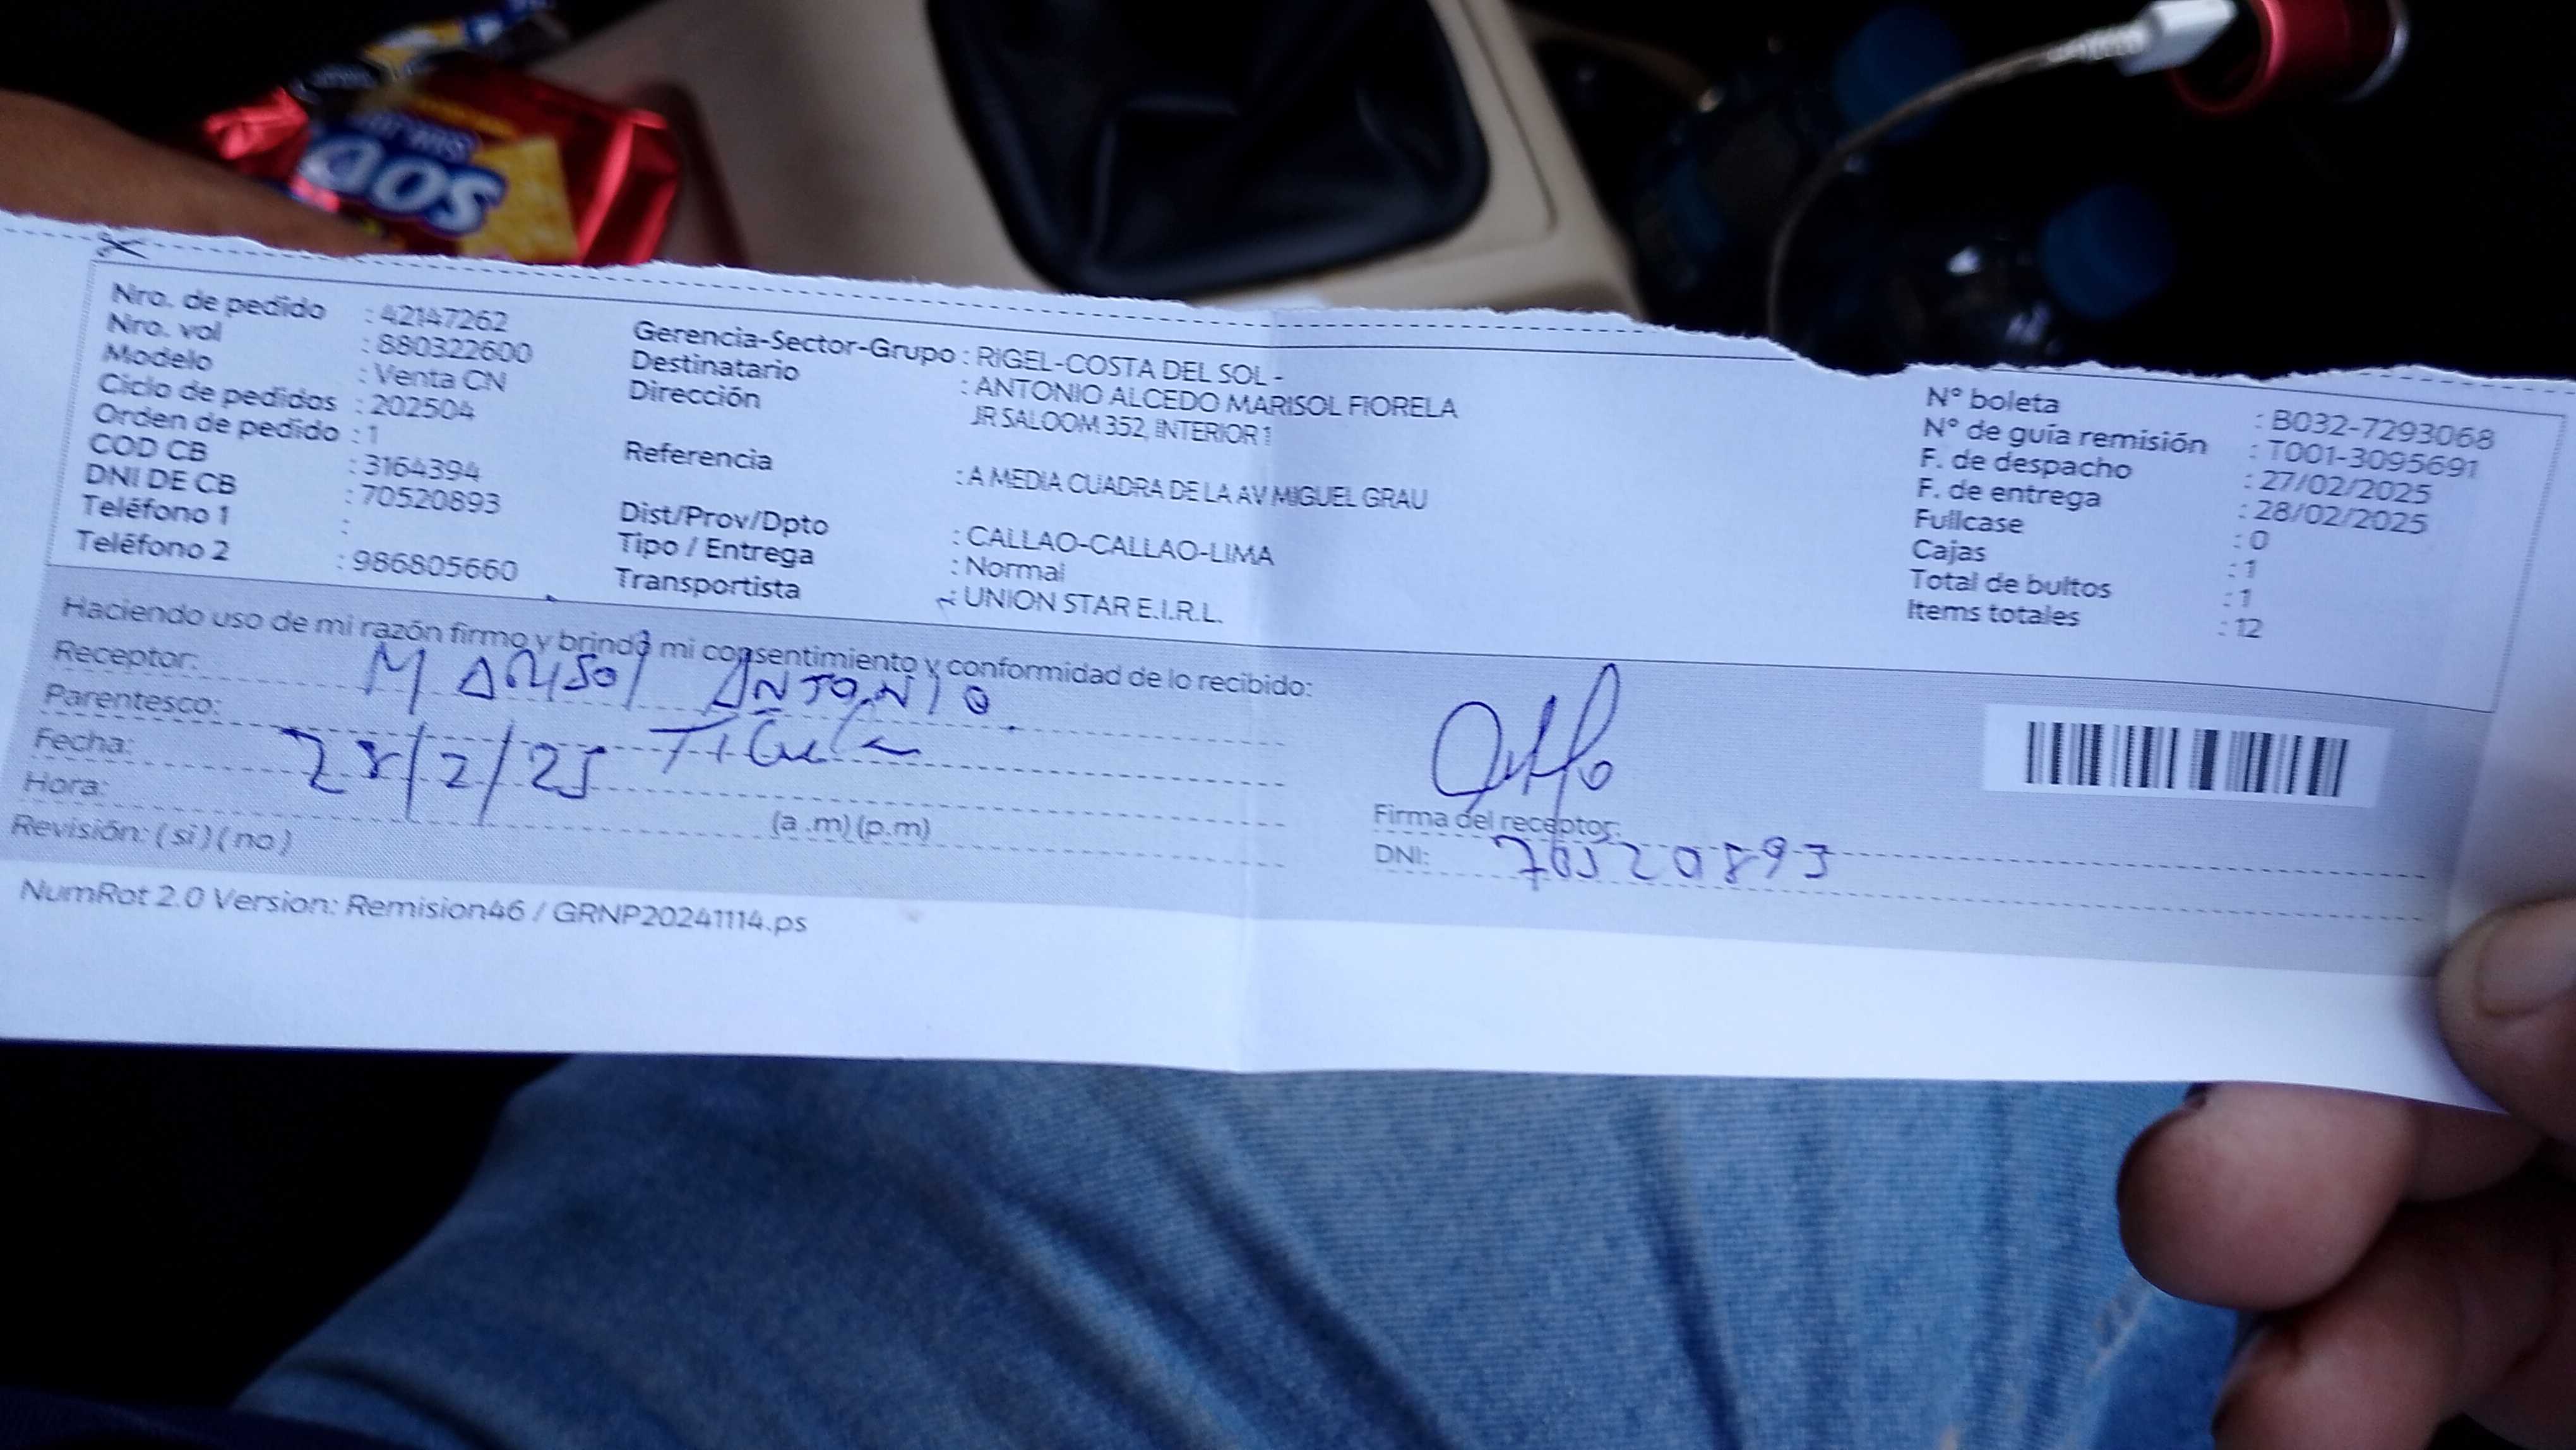 SODA
Nro. de pedido : 42147262
Nro. vol : 880322600
Modelo : Venta CN
Ciclo de pedidos : 202504
Orden de pedido : 1
COD CB : 3164394
DNI DE CB : 70520893
Teléfono 1 :
Teléfono 2 : 986805660
Gerencia-Sector-Grupo : RIGEL-COSTA DEL SOL -
Destinatario : ANTONIO ALCEDO MARISOL FIORELA
Dirección JR SALOOM 352, INTERIOR 1
Referencia : A MEDIA CUADRA DE LA AV MIGUEL GRAU
Dist/Prov/Dpto : CALLAO-CALLAO-LIMA
Tipo / Entrega : Normal
Transportista : UNION STAR E.I.R.L.
N° boleta : B032-7293068
N° de guía remisión : T001-3095691
F. de despacho : 27/02/2025
F. de entrega : 28/02/2025
Fullcase : 0
Cajas : 1
Total de bultos : 1
Items totales : 12
Haciendo uso de mi razón firmo y brindo mi consentimiento y conformidad de lo recibido:
Receptor: MARISOL ANTONIO
Parentesco: Titular
Fecha: 28/2/25
Hora: (a .m) (p.m)
Revisión: ( si ) ( no )
Firma del receptor:
DNI: 70520893
NumRot 2.0 Version: Remision46 / GRNP20241114.ps